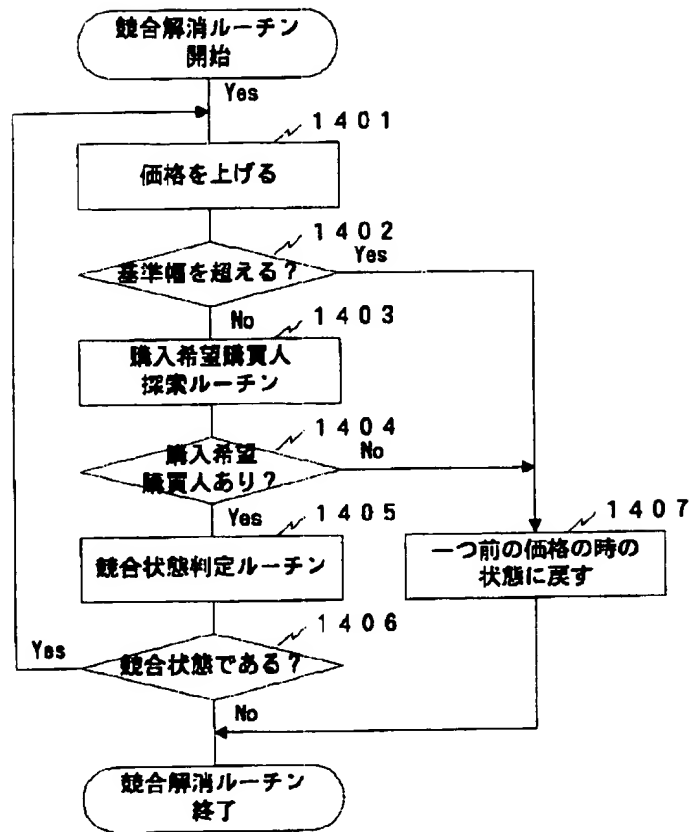 競合解消ルーチン
開始
Yes
1401
価格を上げる
1402
基準幅を超える?
Yes
No
1403
購入希望購買人
探索ルーチン
1404
購入希望
購買人あり?
No
Yes
1405
1407
競合状態判定ルーチン
一つ前の価格の時の
状態に戻す
1406
Yes
競合状態である?
No
競合解消ルーチン
終了